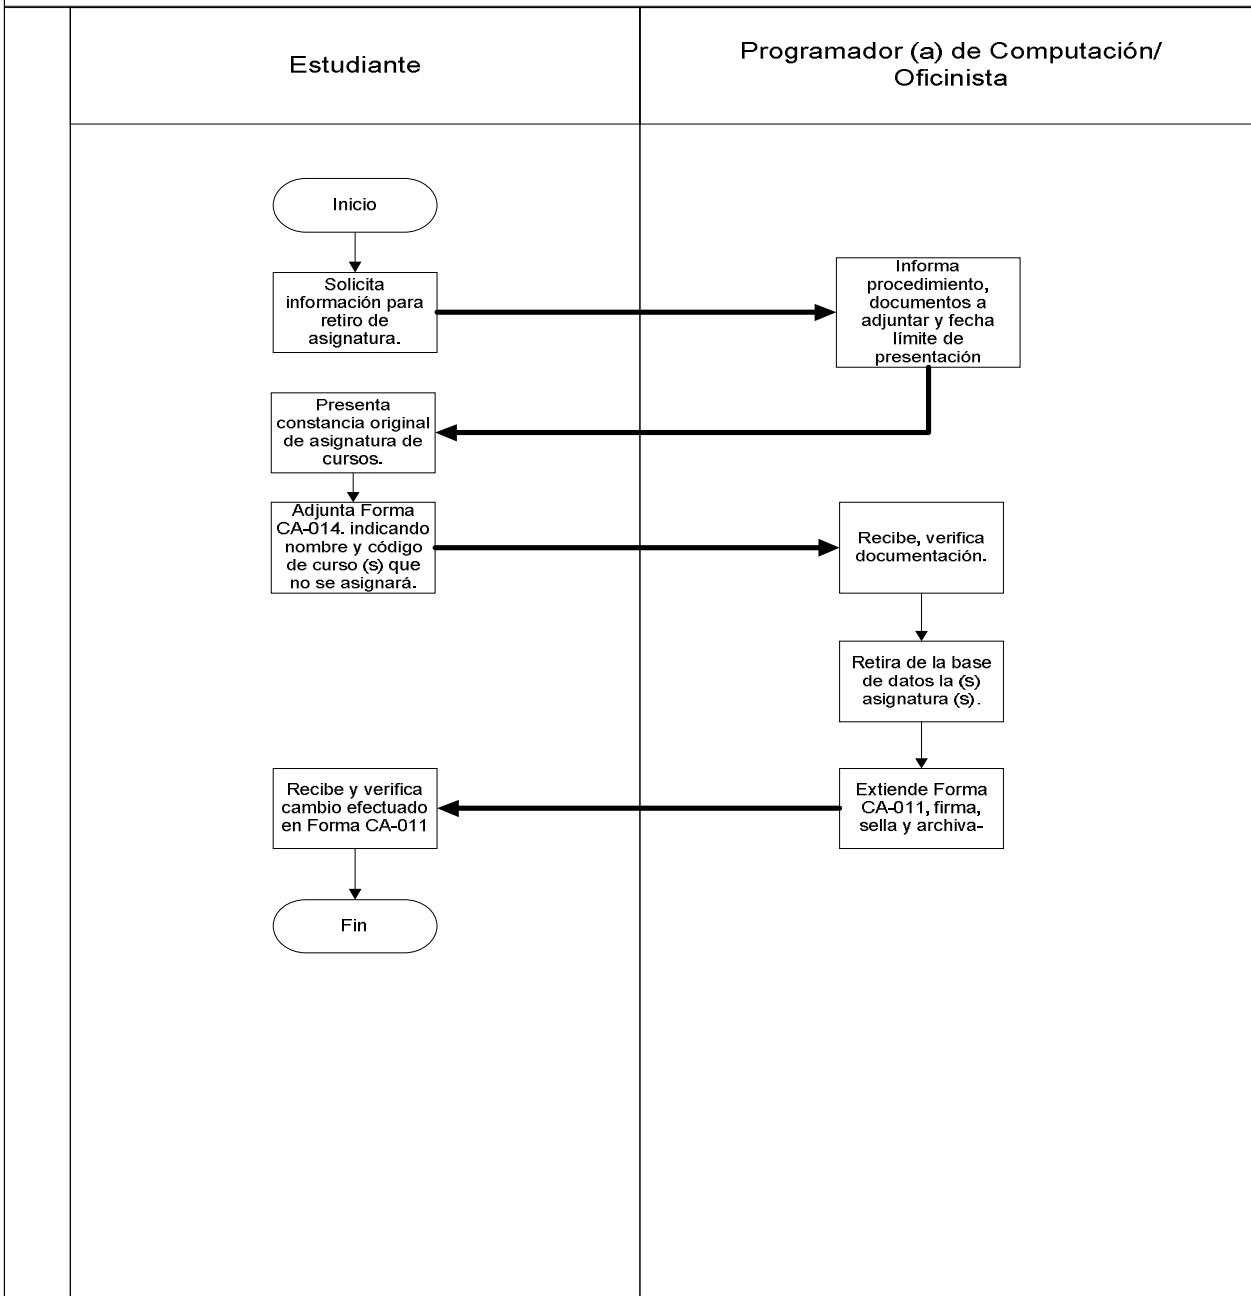 Estudiante
Programador (a) de Computación/
Oficinista
Inicio
Solicita
información para
retiro de
asignatura.
Informa
procedimiento,
documentos a
adjuntar y fecha
límite de
presentación
Presenta
constancia original
de asignatura de
cursos.
Adjunta Forma
CA-014. indicando
nombre y código
de curso (s) que
no se asignará.
Recibe, verifica
documentación.
Retira de la base
de datos la (s)
asignatura (s).
Extiende Forma
CA-011, firma,
sella y archiva-
Recibe y verifica
cambio efectuado
en Forma CA-011
Fin